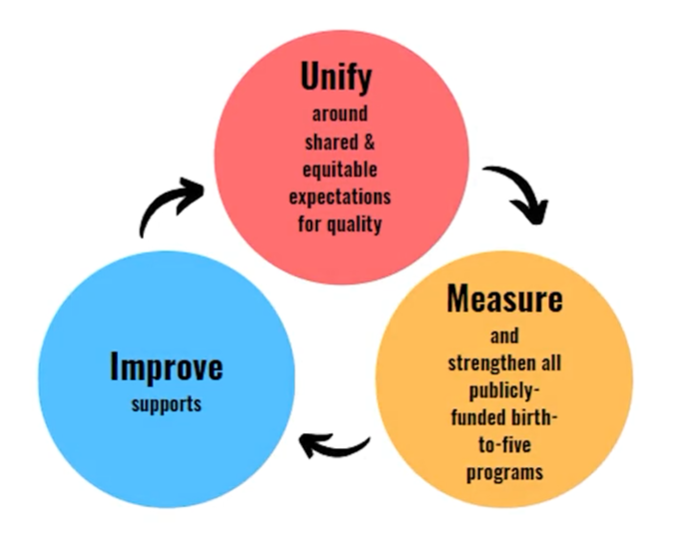 Unify
around
shared &
equitable
expectations
for quality
Measure
and
strengthen all
publicly-
funded birth-
to-five
programs
Improve
supports